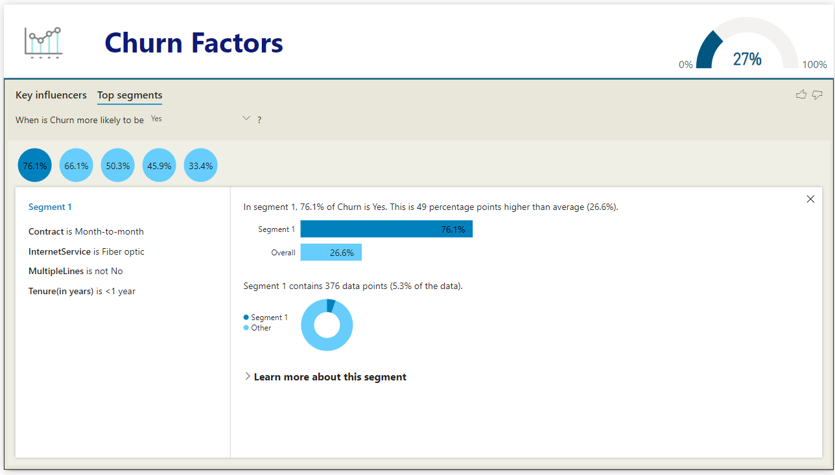 Churn Factors
0%
27%
100%
Key influencers Top segments
When is Churn more likely to be Yes ?
76.1% 66.1% 50.3% 45.9% 33.4%
Segment 1
Contract is Month-to-month
InternetService is Fiber optic
MultipleLines is not No
Tenure(in years) is <1 year
In segment 1, 76.1% of Churn is Yes. This is 49 percentage points higher than average (26.6%).
Segment 1 76.1%
Overall 26.6%
Segment 1 contains 376 data points (5.3% of the data).
Segment 1
Other
Learn more about this segment